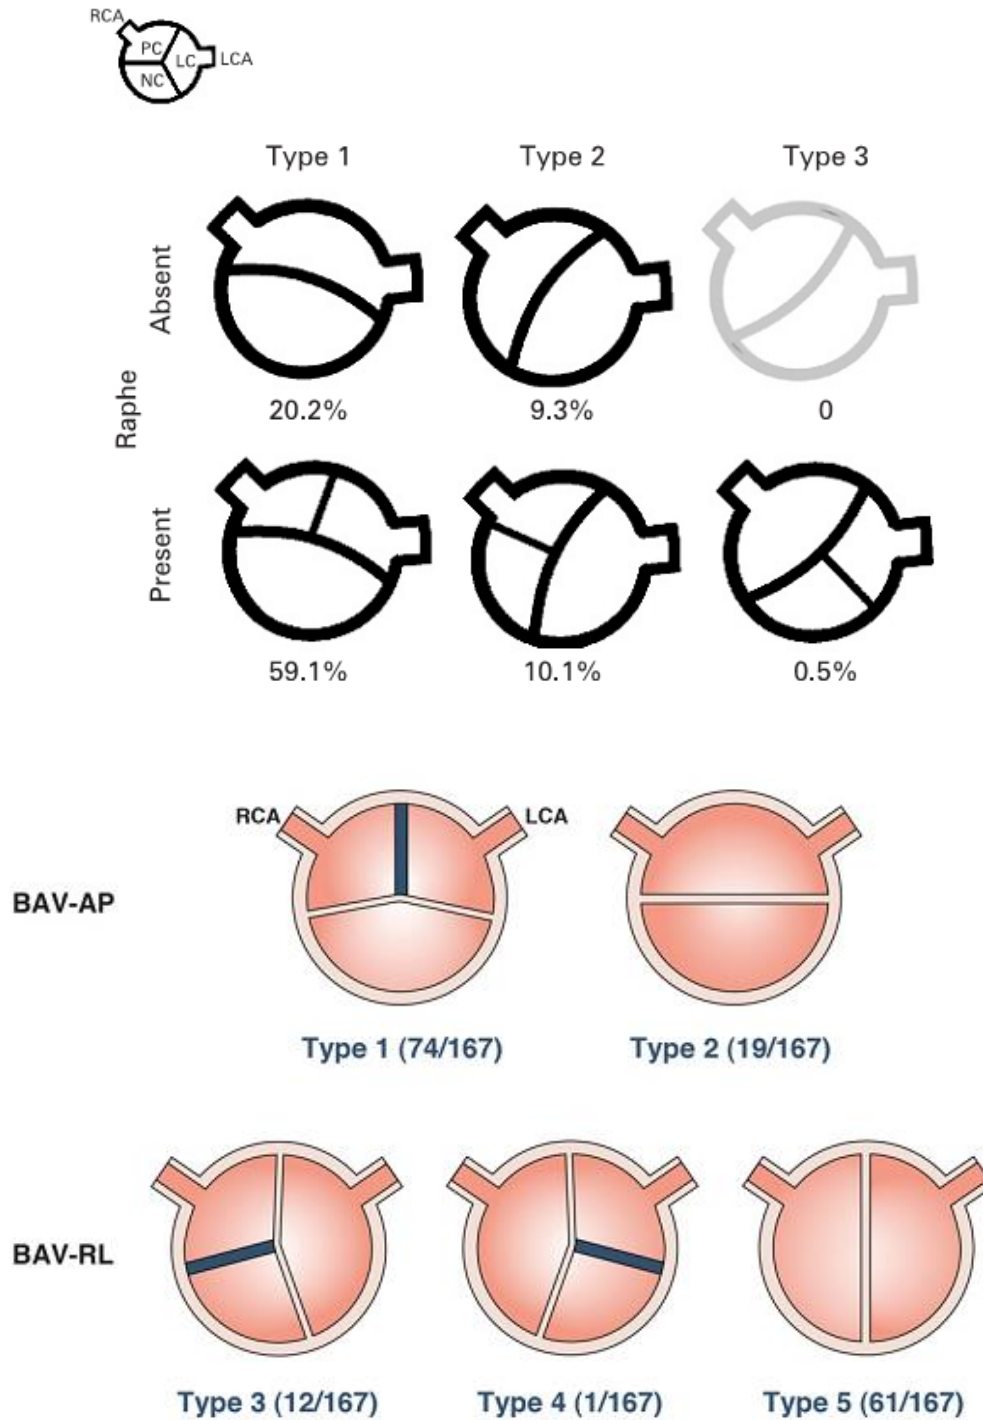 RCA
PC
LC
LCA
NC
Type 1 Type 2 Type 3
Absent
20.2% 9.3% 0
Raphe
Present
59.1% 10.1% 0.5%
RCA LCA
BAV-AP
Type 1 (74/167) Type 2 (19/167)
BAV-RL
Type 3 (12/167) Type 4 (1/167) Type 5 (61/167)